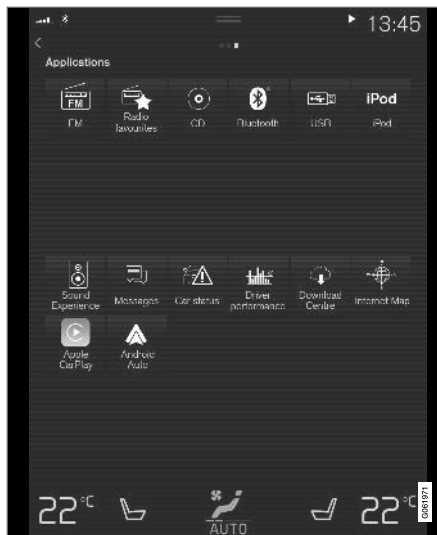 13:45
Applications
FM
iPod
FM
Radio
favourites
CD
Bluetooth
USB
iPod
Sound
Experience
Messages
Car status
Driver
performance
Download
Centre
Internet Map
Apple
CarPlay
Android
Auto
22°C
22°C
AUTO
G061971